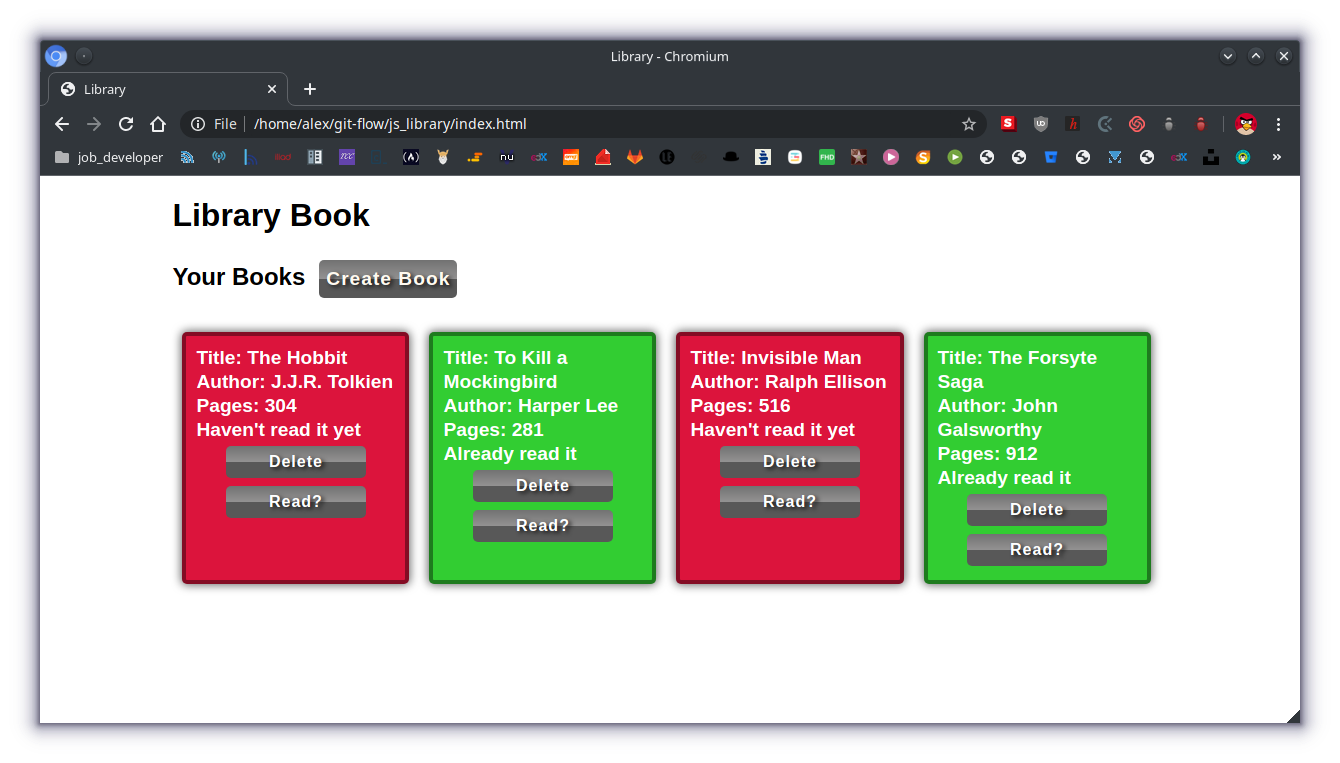 Library - Chromium
Library
File /home/alex/git-flow/js_library/index.html
job_developer
Library Book
Your Books
Create Book
Title: The Hobbit
Author: J.J.R. Tolkien
Pages: 304
Haven't read it yet
Delete
Read?
Title: To Kill a
Mockingbird
Author: Harper Lee
Pages: 281
Already read it
Delete
Read?
Title: Invisible Man
Author: Ralph Ellison
Pages: 516
Haven't read it yet
Delete
Read?
Title: The Forsyte
Saga
Author: John
Galsworthy
Pages: 912
Already read it
Delete
Read?